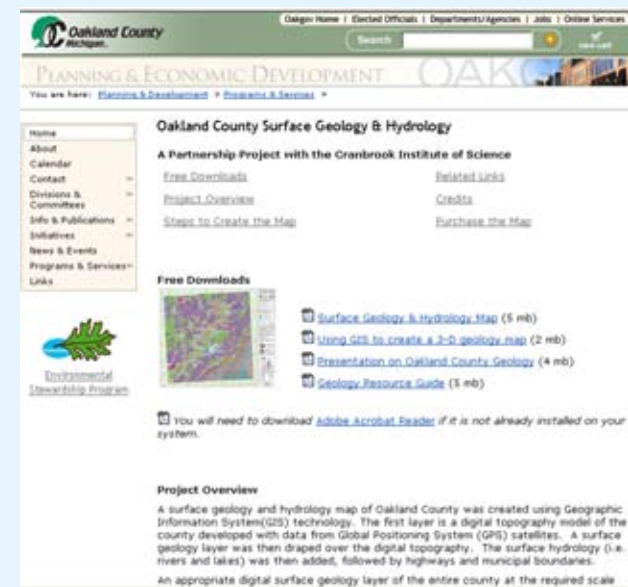 Oakland County
Michigan.
Oakgov Home | Elected Officials | Departments/Agencies | Jobs | Online Services
Search
view cart
PLANNING & ECONOMIC DEVELOPMENT
OAK
You are here: Planning & Development > Programs & Services >
Home
About
Calendar
Contact
Divisions &
Committees
Info & Publications
Initiatives
News & Events
Programs & Services
Links
Environmental
Stewardship Program
Oakland County Surface Geology & Hydrology
A Partnership Project with the Cranbrook Institute of Science
Free Downloads
Related Links
Project Overview
Credits
Steps to Create the Map
Purchase the Map
Free Downloads
Surface Geology & Hydrology Map (5 mb)
Using GIS to create a 3-D geology map (2 mb)
Presentation on Oakland County Geology (4 mb)
Geology Resource Guide (5 mb)
You will need to download Adobe Acrobat Reader if it is not already installed on your
system.
Project Overview
A surface geology and hydrology map of Oakland County was created using Geographic
Information System(GIS) technology. The first layer is a digital topography model of the
county developed with data from Global Positioning System (GPS) satellites. A surface
geology layer was then draped over the digital topography. The surface hydrology (i.e.
rivers and lakes) was then added, followed by highways and municipal boundaries.
An appropriate digital surface geology layer of the entire county at the required scale